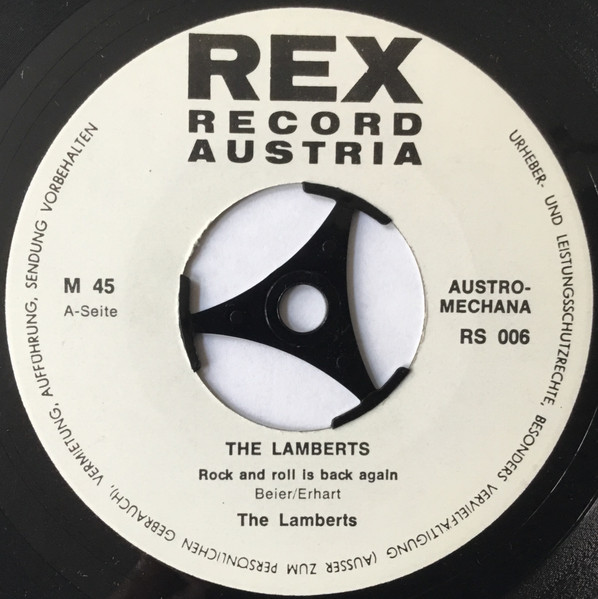 REX
RECORD
AUSTRIA
URHEBER- UND LEISTUNGSSCHUTZRECHTE, BESONDERS VERVIELFÄLTIGUNG (AUSSER ZUM PERSÖNLICHEN GEBRAUCH), VERMIETUNG, AUFFÜHRUNG, SENDUNG VORBEHALTEN
M 45
A-Seite
AUSTRO-
MECHANA
RS 006
THE LAMBERTS
Rock and roll is back again
Beier/Erhart
The Lamberts